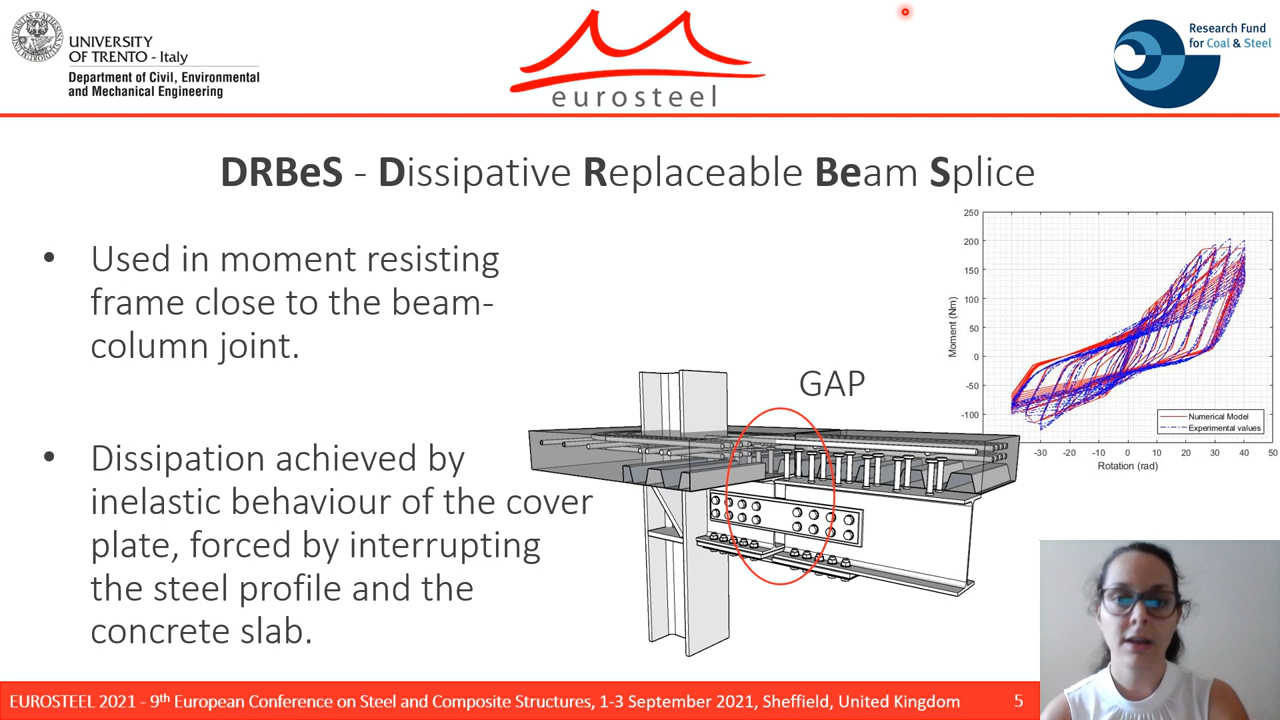 UNIVERSITY
OF TRENTO - Italy
Department of Civil, Environmental
and Mechanical Engineering
eurosteel
Research Fund
for Coal & Steel
DRBeS - Dissipative Replaceable Beam Splice
• Used in moment resisting
frame close to the beam-
column joint.
• Dissipation achieved by
inelastic behaviour of the cover
plate, forced by interrupting
the steel profile and the
concrete slab.
GAP
250
200
150
100
50
0
-50
-100
Moment (Nm)
Numerical Model
Experimental values
-30 -20 -10 0 10 20 30 40 50
Rotation (rad)
EUROSTEEL 2021 - 9th European Conference on Steel and Composite Structures, 1-3 September 2021, Sheffield, United Kingdom 5